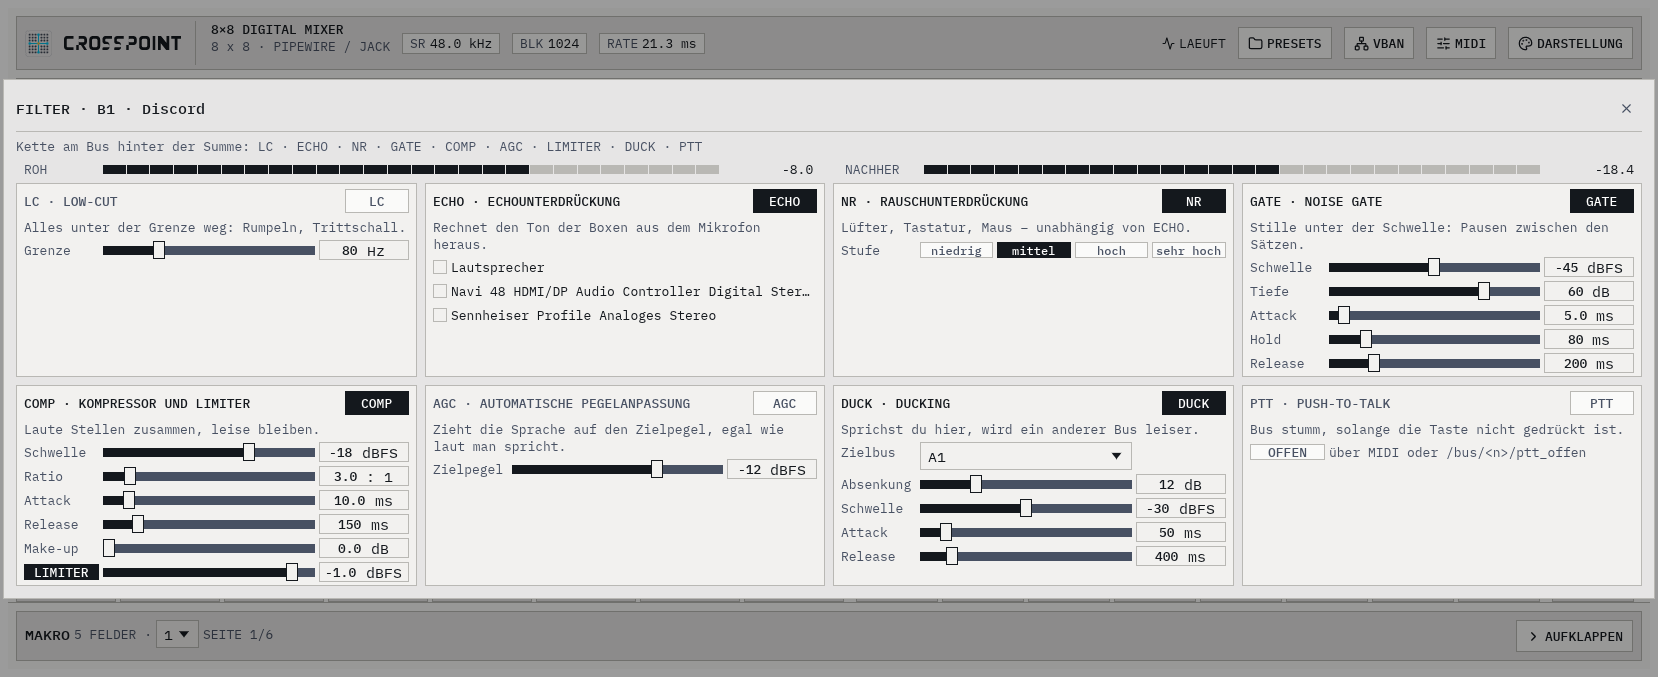 CROSSPOINT
8×8 DIGITAL MIXER
8 x 8 · PIPEWIRE / JACK
SR 48.0 kHz
BLK 1024
RATE 21.3 ms
LAEUFT
PRESETS
VBAN
MIDI
DARSTELLUNG
FILTER · B1 · Discord
×
Kette am Bus hinter der Summe: LC · ECHO · NR · GATE · COMP · AGC · LIMITER · DUCK · PTT
ROH -8.0
NACHHER -18.4
LC · LOW-CUT LC
Alles unter der Grenze weg: Rumpeln, Trittschall.
Grenze 80 Hz
ECHO · ECHOUNTERDRÜCKUNG ECHO
Rechnet den Ton der Boxen aus dem Mikrofon
heraus.
Lautsprecher
Navi 48 HDMI/DP Audio Controller Digital Ster…
Sennheiser Profile Analoges Stereo
NR · RAUSCHUNTERDRÜCKUNG NR
Lüfter, Tastatur, Maus – unabhängig von ECHO.
Stufe niedrig mittel hoch sehr hoch
GATE · NOISE GATE GATE
Stille unter der Schwelle: Pausen zwischen den
Sätzen.
Schwelle -45 dBFS
Tiefe 60 dB
Attack 5.0 ms
Hold 80 ms
Release 200 ms
COMP · KOMPRESSOR UND LIMITER COMP
Laute Stellen zusammen, leise bleiben.
Schwelle -18 dBFS
Ratio 3.0 : 1
Attack 10.0 ms
Release 150 ms
Make-up 0.0 dB
LIMITER -1.0 dBFS
AGC · AUTOMATISCHE PEGELANPASSUNG AGC
Zieht die Sprache auf den Zielpegel, egal wie
laut man spricht.
Zielpegel -12 dBFS
DUCK · DUCKING DUCK
Sprichst du hier, wird ein anderer Bus leiser.
Zielbus A1
Absenkung 12 dB
Schwelle -30 dBFS
Attack 50 ms
Release 400 ms
PTT · PUSH-TO-TALK PTT
Bus stumm, solange die Taste nicht gedrückt ist.
OFFEN über MIDI oder /bus/<n>/ptt_offen
MAKRO 5 FELDER · 1 SEITE 1/6
AUFKLAPPEN